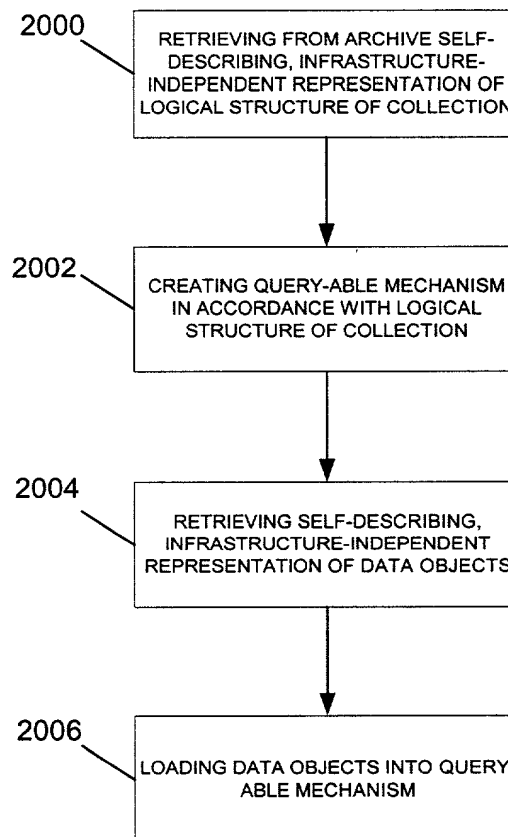 2000
RETRIEVING FROM ARCHIVE SELF-
DESCRIBING, INFRASTRUCTURE-
INDEPENDENT REPRESENTATION OF
LOGICAL STRUCTURE OF COLLECTION
2002
CREATING QUERY-ABLE MECHANISM
IN ACCORDANCE WITH LOGICAL
STRUCTURE OF COLLECTION
2004
RETRIEVING SELF-DESCRIBING,
INFRASTRUCTURE-INDEPENDENT
REPRESENTATION OF DATA OBJECTS
2006
LOADING DATA OBJECTS INTO QUERY
ABLE MECHANISM